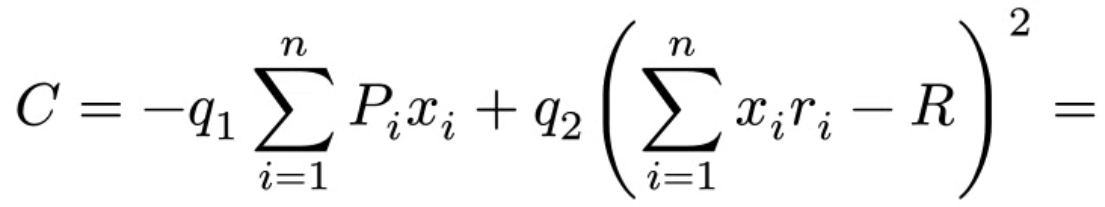 C = -q_1 \sum_{i=1}^{n} P_i x_i + q_2 \left( \sum_{i=1}^{n} x_i r_i - R \right)^2 =